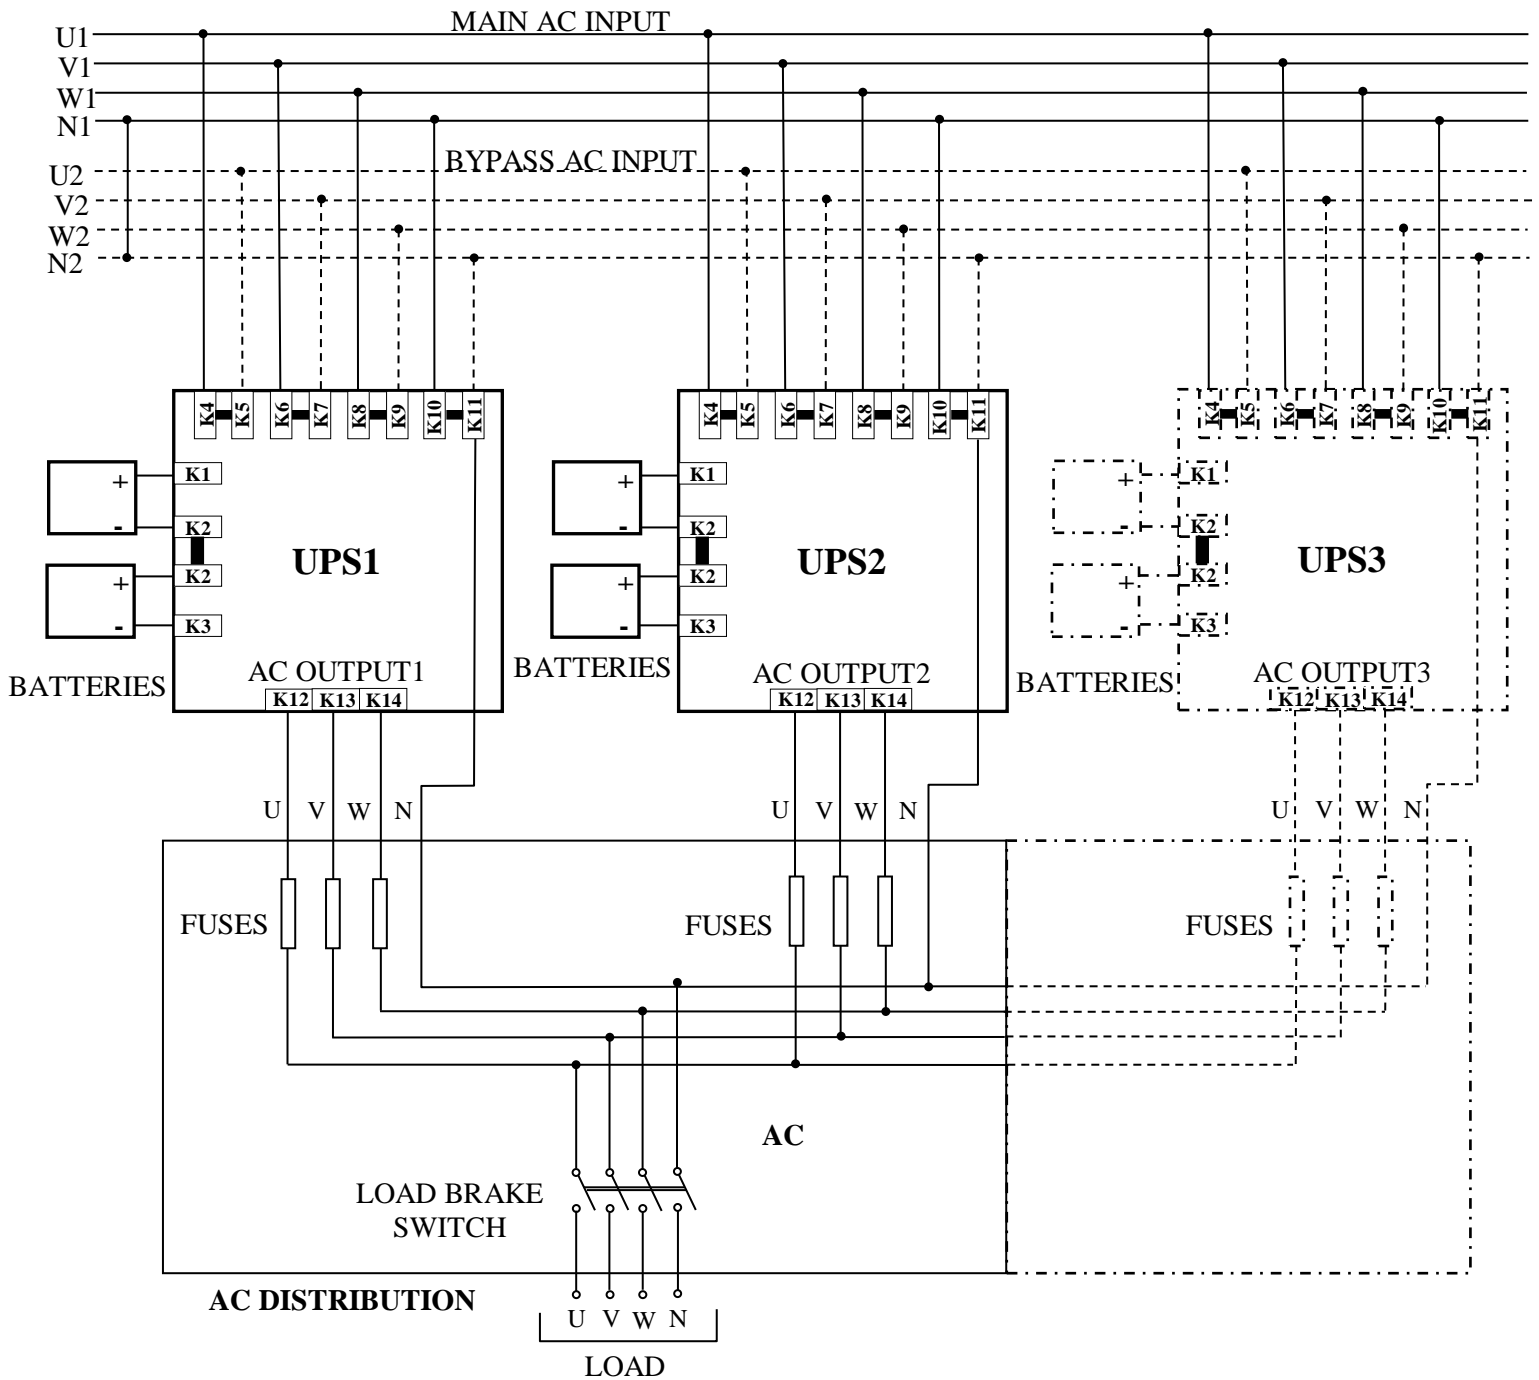 MAIN AC INPUT
U1
V1
W1
N1
BYPASS AC INPUT
U2
V2
W2
N2
K4 K5 K6 K7 K8 K9 K10 K11
K4 K5 K6 K7 K8 K9 K10 K11
K4 K5 K6 K7 K8 K9 K10 K11
+ K1
- K2
UPS1
+ K2
- K3
BATTERIES
AC OUTPUT1
K12 K13 K14
+ K1
- K2
UPS2
+ K2
- K3
BATTERIES
AC OUTPUT2
K12 K13 K14
+ K1
- K2
UPS3
+ K2
- K3
BATTERIES
AC OUTPUT3
K12 K13 K14
U V W N
U V W N
U V W N
FUSES
FUSES
FUSES
AC
LOAD BRAKE
SWITCH
AC DISTRIBUTION
U V W N
LOAD